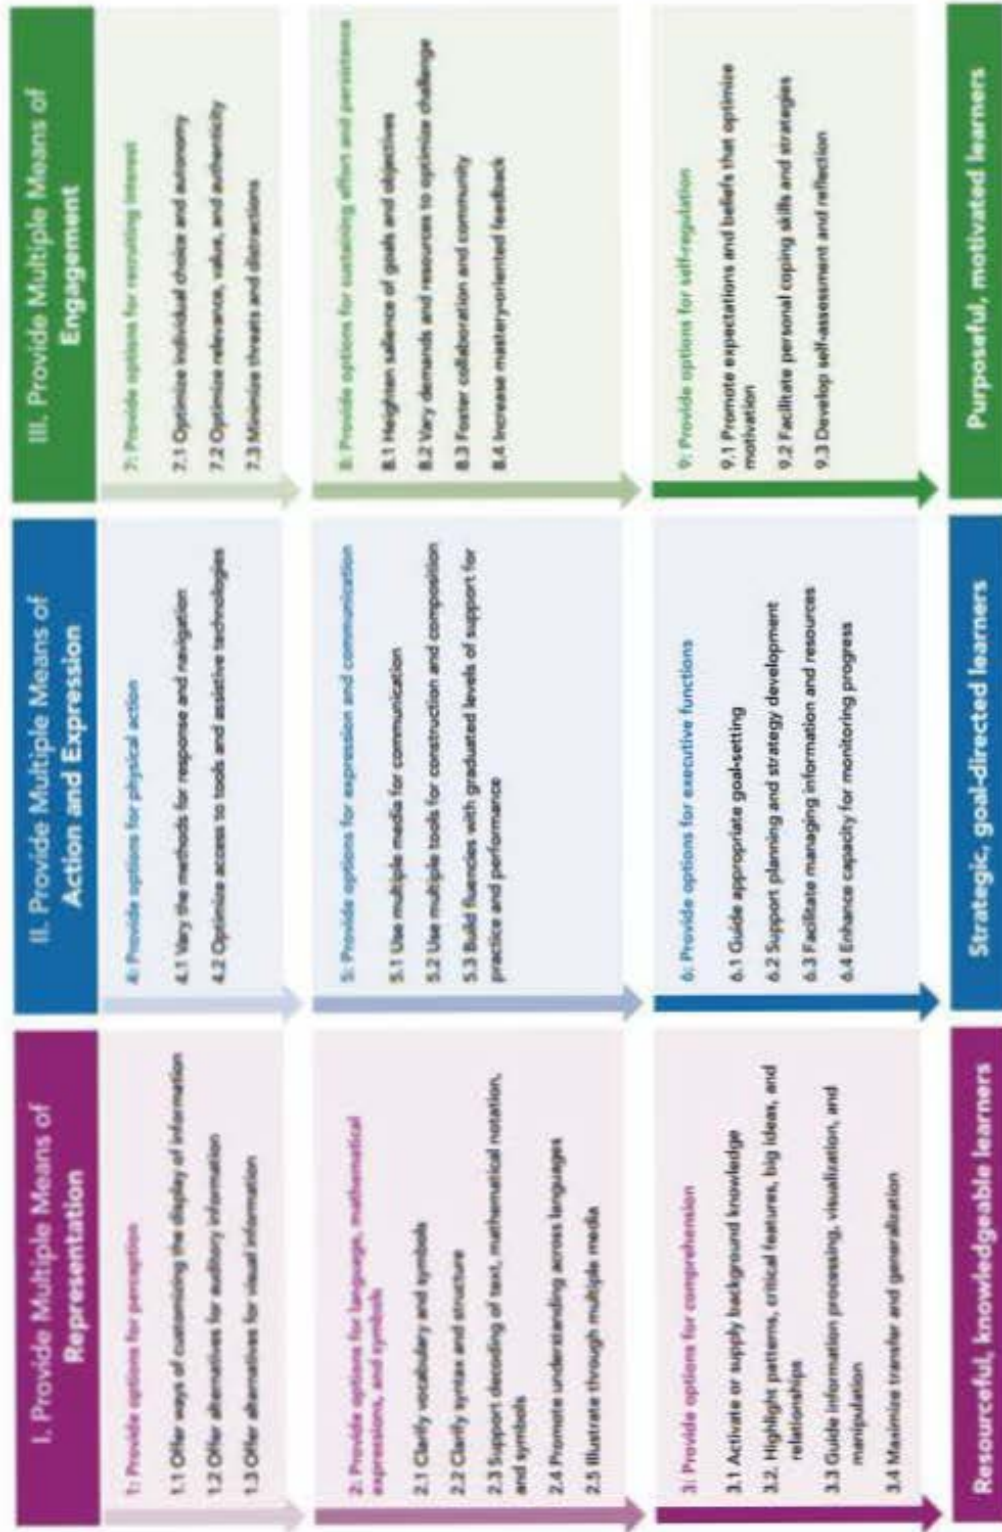 I. Provide Multiple Means of
Representation
1: Provide options for perception
1.1 Offer ways of customizing the display of information
1.2 Offer alternatives for auditory information
1.3 Offer alternatives for visual information
2: Provide options for language, mathematical
expressions, and symbols
2.1 Clarify vocabulary and symbols
2.2 Clarify syntax and structure
2.3 Support decoding of text, mathematical notation,
and symbols
2.4 Promote understanding across languages
2.5 Illustrate through multiple media
3: Provide options for comprehension
3.1 Activate or supply background knowledge
3.2. Highlight patterns, critical features, big ideas, and
relationships
3.3 Guide information processing, visualization, and
manipulation
3.4 Maximize transfer and generalization
Resourceful, knowledgeable learners
II. Provide Multiple Means of
Action and Expression
4: Provide options for physical action
4.1 Vary the methods for response and navigation
4.2 Optimize access to tools and assistive technologies
5: Provide options for expression and communication
5.1 Use multiple media for communication
5.2 Use multiple tools for construction and composition
5.3 Build fluencies with graduated levels of support for
practice and performance
6: Provide options for executive functions
6.1 Guide appropriate goal-setting
6.2 Support planning and strategy development
6.3 Facilitate managing information and resources
6.4 Enhance capacity for monitoring progress
Strategic, goal-directed learners
III. Provide Multiple Means of
Engagement
7: Provide options for recruiting interest
7.1 Optimize individual choice and autonomy
7.2 Optimize relevance, value, and authenticity
7.3 Minimize threats and distractions
8: Provide options for sustaining effort and persistence
8.1 Heighten salience of goals and objectives
8.2 Vary demands and resources to optimize challenge
8.3 Foster collaboration and community
8.4 Increase mastery-oriented feedback
9: Provide options for self-regulation
9.1 Promote expectations and beliefs that optimize
motivation
9.2 Facilitate personal coping skills and strategies
9.3 Develop self-assessment and reflection
Purposeful, motivated learners